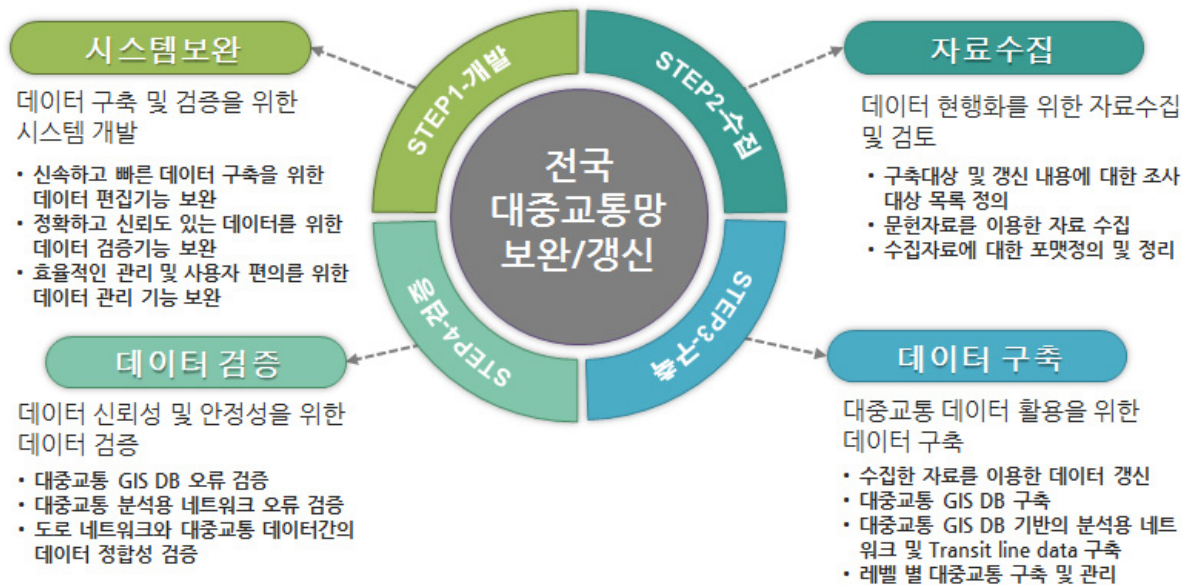 시스템보완
데이터 구축 및 검증을 위한
시스템 개발
• 신속하고 빠른 데이터 구축을 위한
데이터 편집기능 보완
• 정확하고 신뢰도 있는 데이터를 위한
데이터 검증기능 보완
• 효율적인 관리 및 사용자 편의를 위한
데이터 관리 기능 보완
STEP1-개발
STEP2-수집
전국
대중교통망
보완/갱신
STEP3-구축
STEP4-검증
자료수집
데이터 현행화를 위한 자료수집
및 검토
• 구축대상 및 갱신 내용에 대한 조사
대상 목록 정의
• 문헌자료를 이용한 자료 수집
• 수집자료에 대한 포맷정의 및 정리
데이터 검증
데이터 신뢰성 및 안정성을 위한
데이터 검증
• 대중교통 GIS DB 오류 검증
• 대중교통 분석용 네트워크 오류 검증
• 도로 네트워크와 대중교통 데이터간의
데이터 정합성 검증
데이터 구축
대중교통 데이터 활용을 위한
데이터 구축
• 수집한 자료를 이용한 데이터 갱신
• 대중교통 GIS DB 구축
• 대중교통 GIS DB 기반의 분석용 네트
워크 및 Transit line data 구축
• 레벨 별 대중교통 구축 및 관리